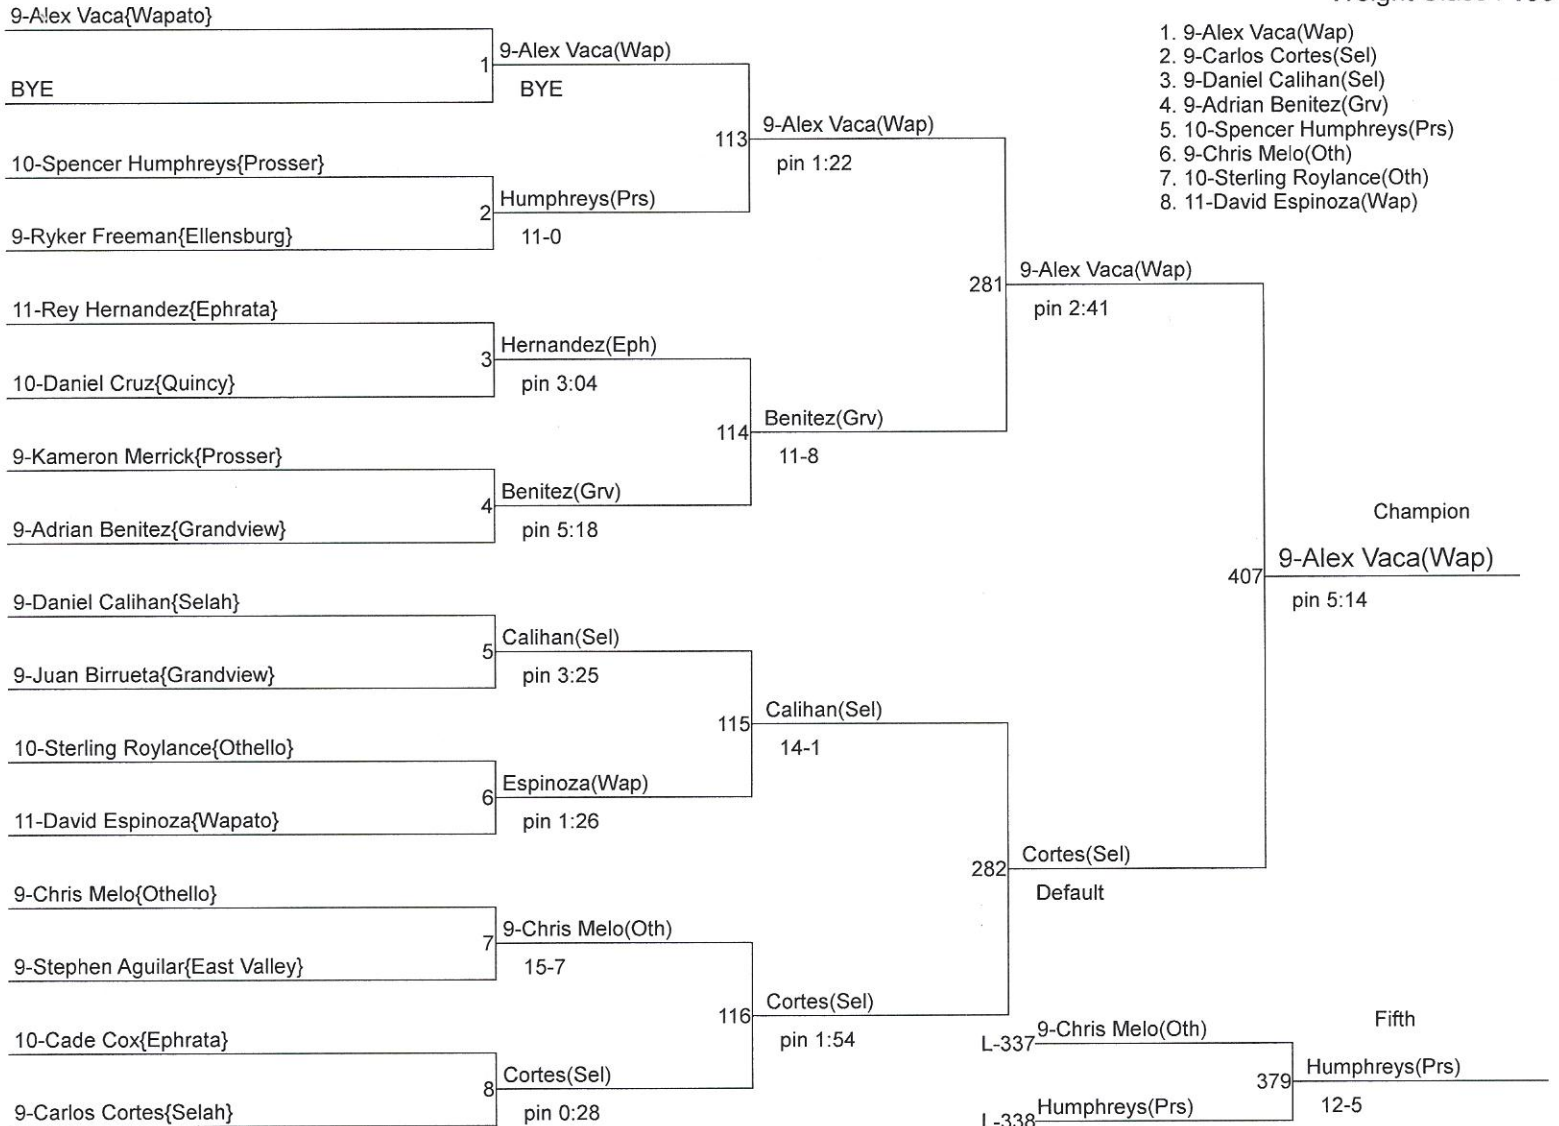 9-Alex Vaca{Wapato}
BYE
10-Spencer Humphreys{Prosser}
9-Ryker Freeman{Ellensburg}
11-Rey Hernandez{Ephrata}
10-Daniel Cruz{Quincy}
9-Kameron Merrick{Prosser}
9-Adrian Benitez{Grandview}
9-Daniel Calihan{Selah}
9-Juan Birrueta{Grandview}
10-Sterling Roylance{Othello}
11-David Espinoza{Wapato}
9-Chris Melo{Othello}
9-Stephen Aguilar{East Valley}
10-Cade Cox{Ephrata}
9-Carlos Cortes{Selah}
1
9-Alex Vaca(Wap)
BYE
2
Humphreys(Prs)
11-0
3
Hernandez(Eph)
pin 3:04
4
Benitez(Grv)
pin 5:18
5
Calihan(Sel)
pin 3:25
6
Espinoza(Wap)
pin 1:26
7
9-Chris Melo(Oth)
15-7
8
Cortes(Sel)
pin 0:28
113
9-Alex Vaca(Wap)
pin 1:22
114
Benitez(Grv)
11-8
115
Calihan(Sel)
14-1
116
Cortes(Sel)
pin 1:54
281
9-Alex Vaca(Wap)
pin 2:41
282
Cortes(Sel)
Default
407
Champion
9-Alex Vaca(Wap)
pin 5:14
1. 9-Alex Vaca(Wap)
2. 9-Carlos Cortes(Sel)
3. 9-Daniel Calihan(Sel)
4. 9-Adrian Benitez(Grv)
5. 10-Spencer Humphreys(Prs)
6. 9-Chris Melo(Oth)
7. 10-Sterling Roylance(Oth)
8. 11-David Espinoza(Wap)
L-337
9-Chris Melo(Oth)
L-338
Humphreys(Prs)
379
Fifth
Humphreys(Prs)
12-5